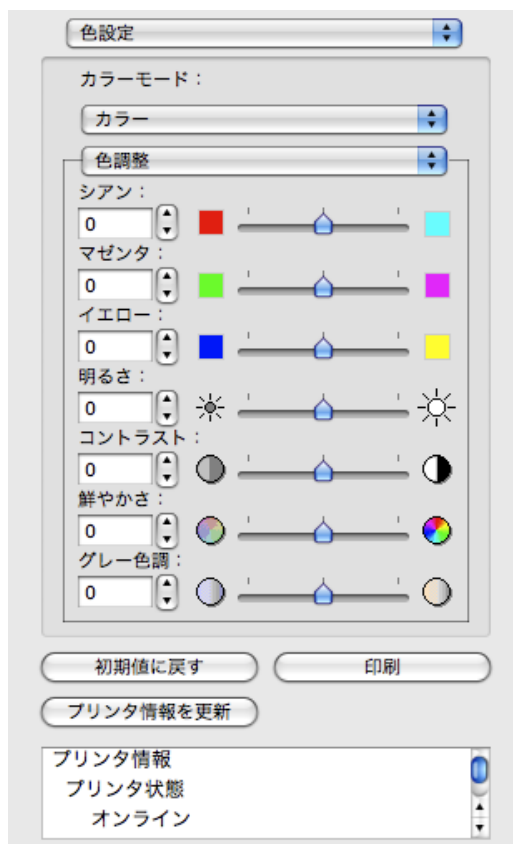 色設定
カラーモード：
カラー
色調整
シアン：
0
マゼンタ：
0
イエロー：
0
明るさ：
0
コントラスト：
0
鮮やかさ：
0
グレー色調：
0
初期値に戻す 印刷
プリンタ情報を更新
プリンタ情報
プリンタ状態
オンライン